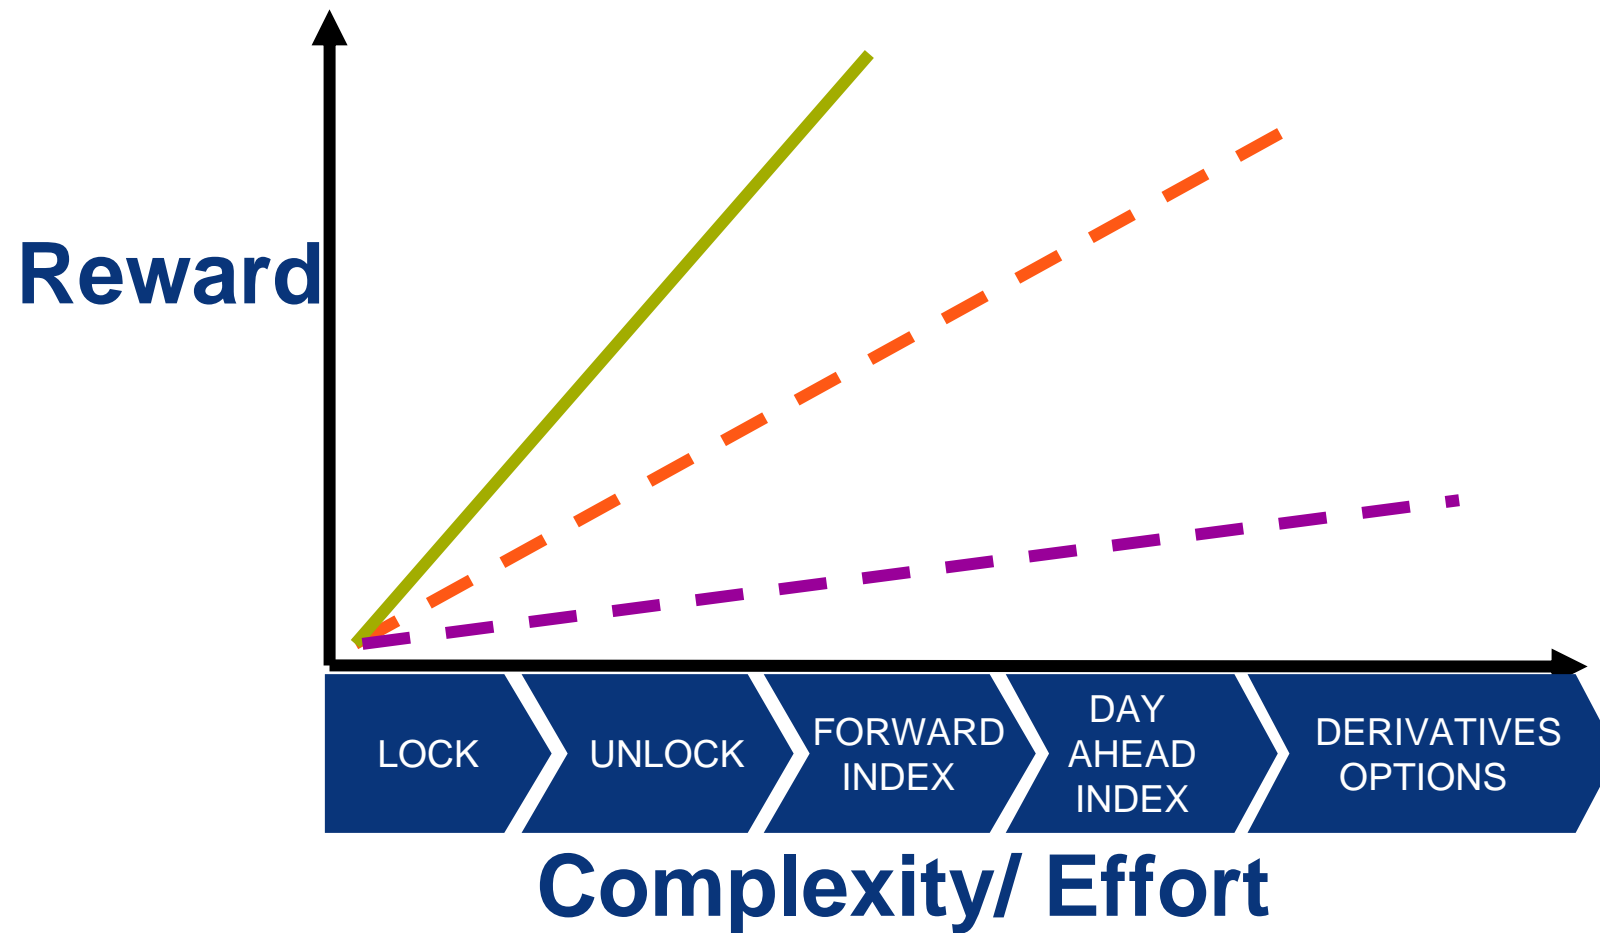 Reward
LOCK
UNLOCK
FORWARD
INDEX
DAY
AHEAD
INDEX
DERIVATIVES
OPTIONS
Complexity/ Effort